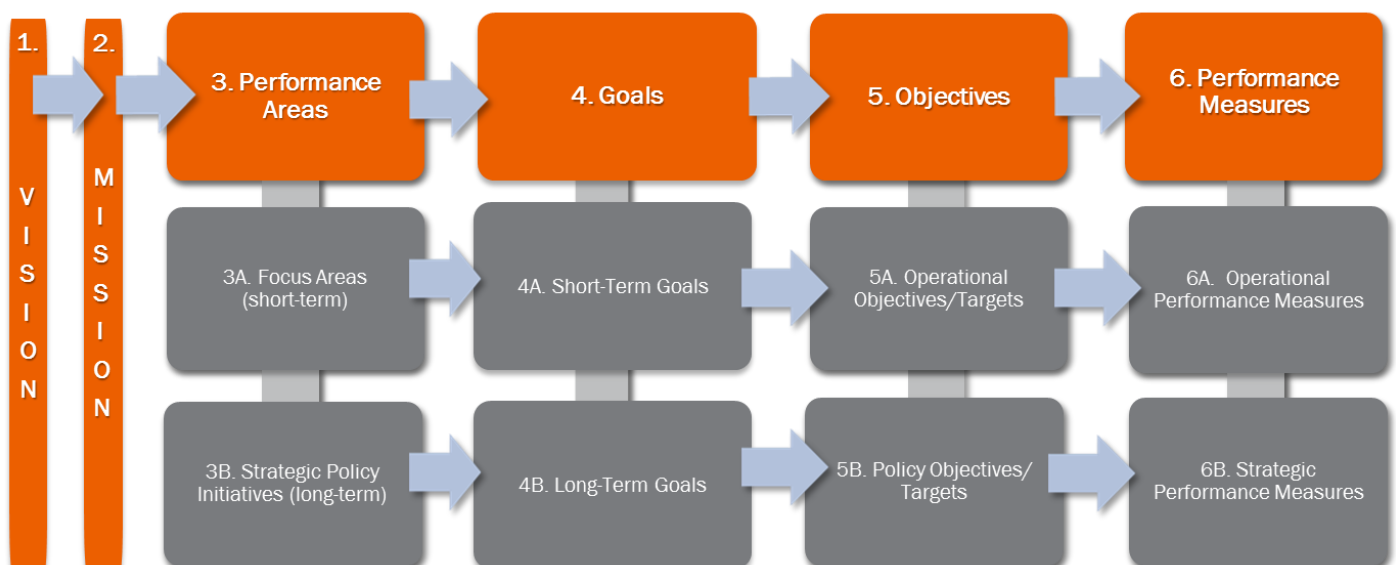 1.
VISION
2.
MISSION
3. Performance
Areas
4. Goals
5. Objectives
6. Performance
Measures
3A. Focus Areas
(short-term)
4A. Short-Term Goals
5A. Operational
Objectives/Targets
6A. Operational
Performance Measures
3B. Strategic Policy
Initiatives (long-term)
4B. Long-Term Goals
5B. Policy Objectives/
Targets
6B. Strategic
Performance Measures